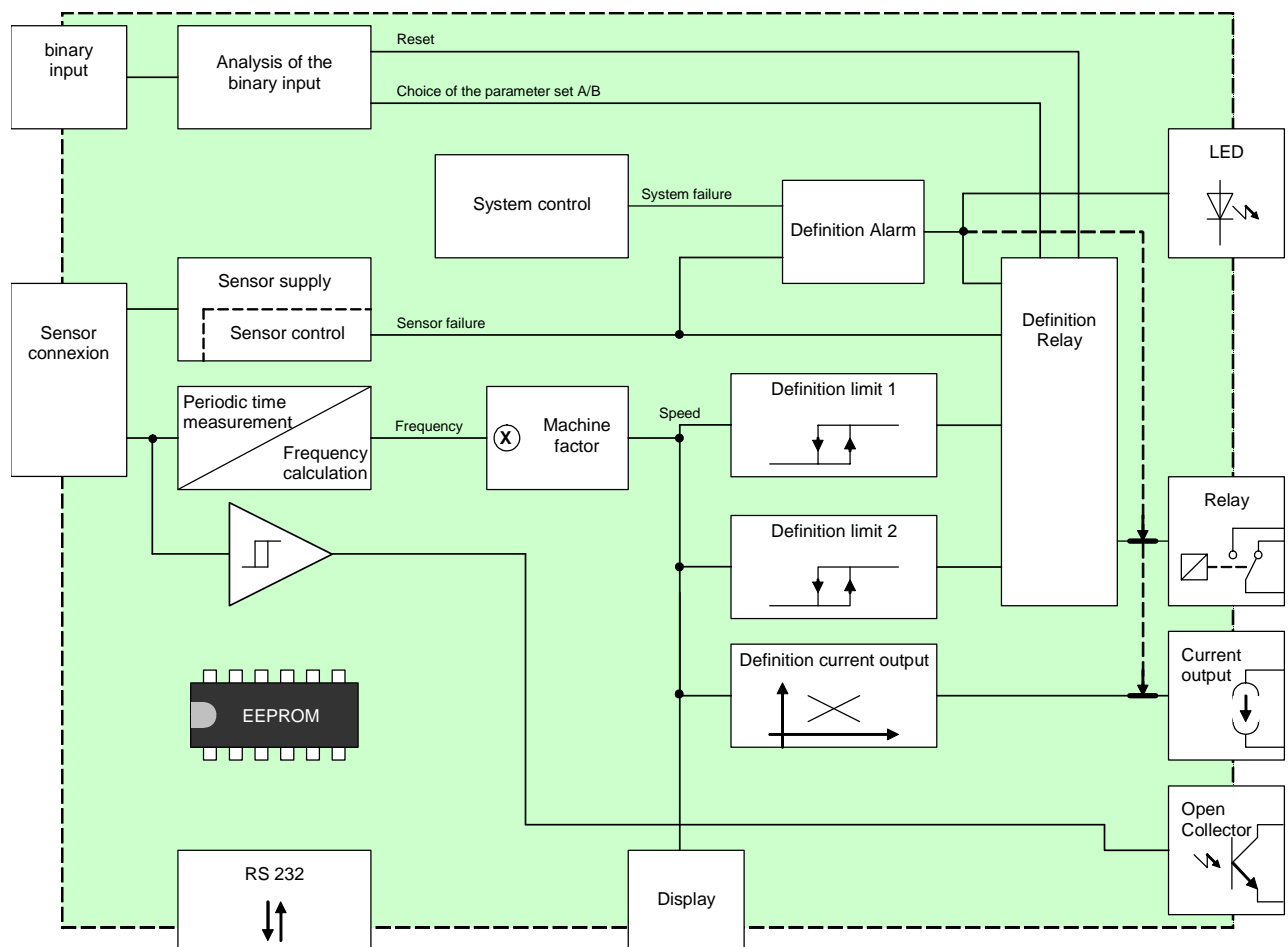 binary
input
Analysis of the
binary input
Reset
Choice of the parameter set A/B
LED
System control
System failure
Definition Alarm
Sensor supply
Sensor control
Sensor failure
Sensor
connexion
Definition
Relay
Periodic time
measurement
Frequency
calculation
Frequency
X
Machine
factor
Speed
Definition limit 1
Definition limit 2
Relay
Definition current output
Current
output
EEPROM
Open
Collector
RS 232
Display